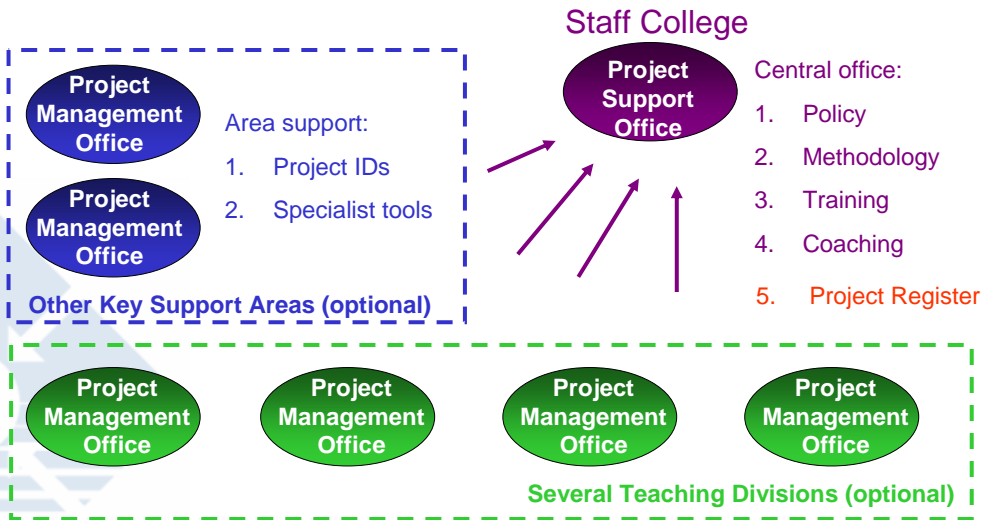 Staff College
Project
Support
Office
Central office:
1. Policy
2. Methodology
3. Training
4. Coaching
5. Project Register
Project
Management
Office
Project
Management
Office
Area support:
1. Project IDs
2. Specialist tools
Other Key Support Areas (optional)
Project
Management
Office
Project
Management
Office
Project
Management
Office
Project
Management
Office
Several Teaching Divisions (optional)